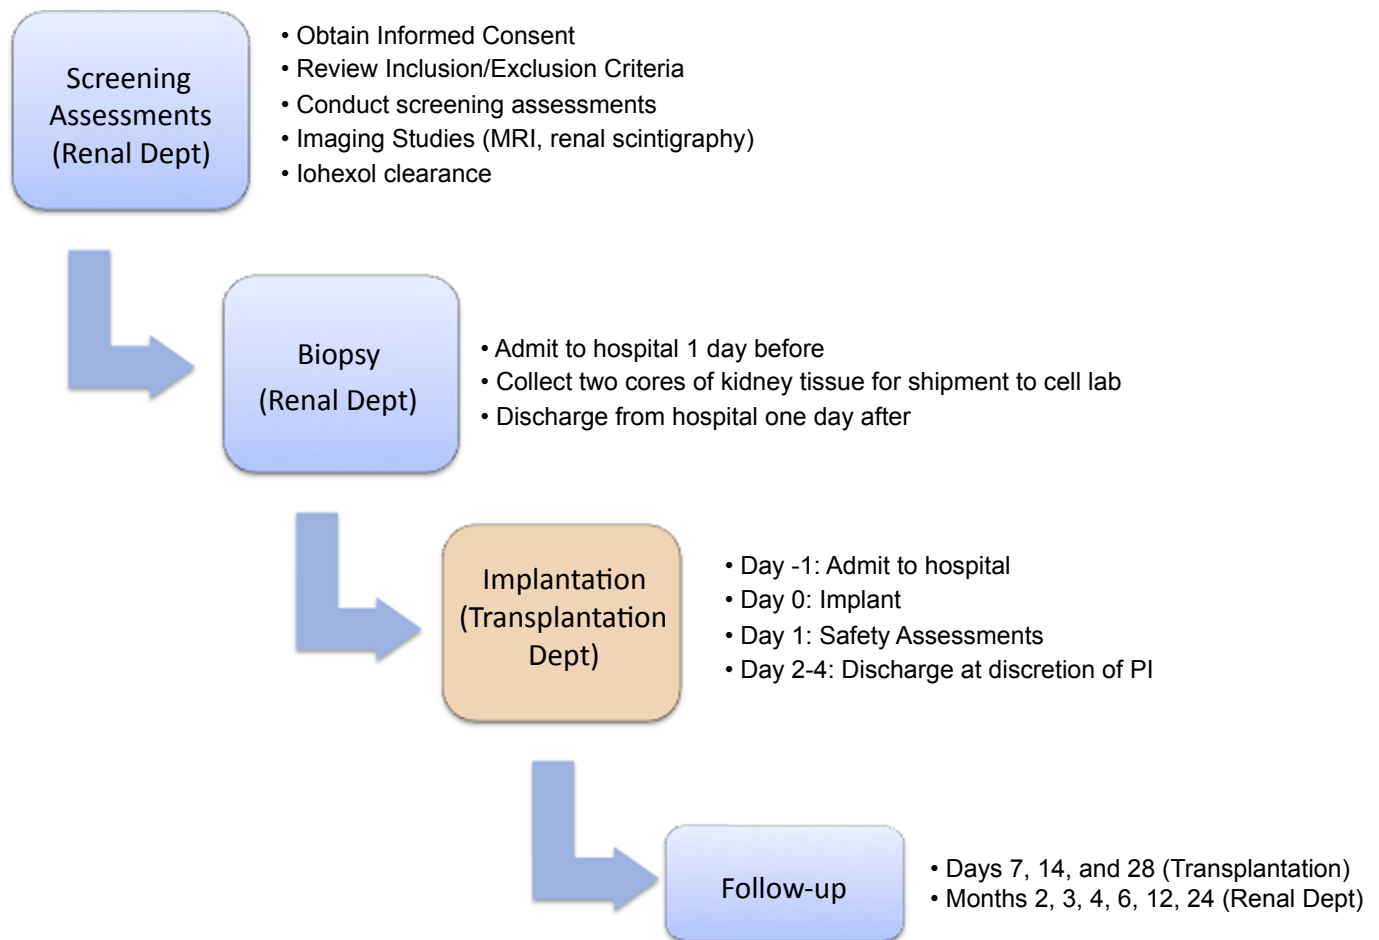 Screening
Assessments
(Renal Dept)
• Obtain Informed Consent
• Review Inclusion/Exclusion Criteria
• Conduct screening assessments
• Imaging Studies (MRI, renal scintigraphy)
• Iohexol clearance
Biopsy
(Renal Dept)
• Admit to hospital 1 day before
• Collect two cores of kidney tissue for shipment to cell lab
• Discharge from hospital one day after
Implantation
(Transplantation
Dept)
• Day -1: Admit to hospital
• Day 0: Implant
• Day 1: Safety Assessments
• Day 2-4: Discharge at discretion of PI
Follow-up
• Days 7, 14, and 28 (Transplantation)
• Months 2, 3, 4, 6, 12, 24 (Renal Dept)